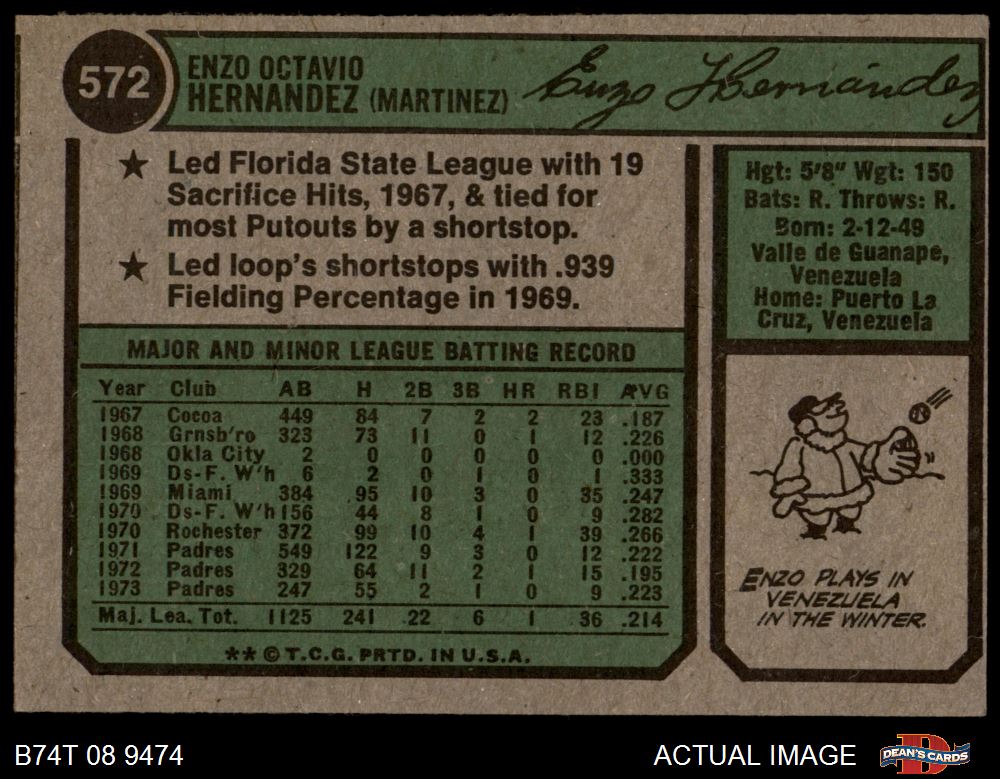 572
ENZO OCTAVIO
HERNANDEZ (MARTINEZ)
Enzo Hernández
★ Led Florida State League with 19
Sacrifice Hits, 1967, & tied for
most Putouts by a shortstop.
★ Led loop's shortstops with .939
Fielding Percentage in 1969.
Hgt: 5'8" Wgt: 150
Bats: R. Throws: R.
Born: 2-12-49
Valle de Guanape,
Venezuela
Home: Puerto La
Cruz, Venezuela
MAJOR AND MINOR LEAGUE BATTING RECORD
Year Club AB H 2B 3B HR RBI AVG
1967 Cocoa 449 84 7 2 2 23 .187
1968 Grnsb'ro 323 73 11 0 1 12 .226
1968 Okla City 2 0 0 0 0 0 .000
1969 Ds-F. W'h 6 2 0 1 0 1 .333
1969 Miami 384 95 10 3 0 35 .247
1970 Ds-F. W'h 156 44 8 1 0 9 .282
1970 Rochester 372 99 10 4 1 39 .266
1971 Padres 549 122 9 3 0 12 .222
1972 Padres 329 64 11 2 1 15 .195
1973 Padres 247 55 2 1 0 9 .223
Maj. Lea. Tot. 1125 241 22 6 1 36 .214
** © T.C.G. PRTD. IN U.S.A.
ENZO PLAYS IN
VENEZUELA
IN THE WINTER.
B74T 08 9474
ACTUAL IMAGE
D
DEAN'S CARDS